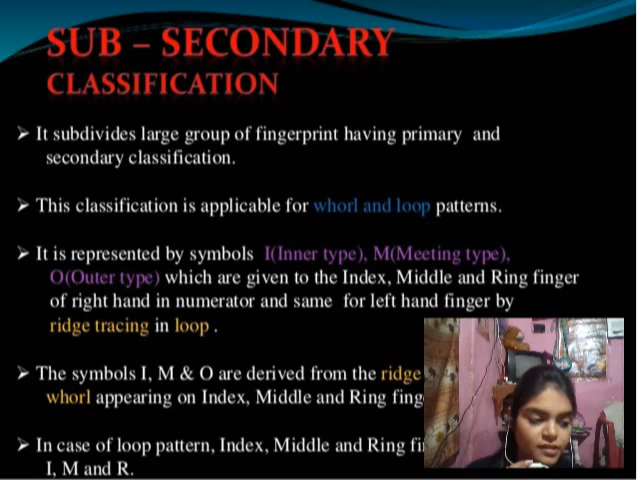 SUB – SECONDARY
CLASSIFICATION
➢ It subdivides large group of fingerprint having primary and
secondary classification.
➢ This classification is applicable for whorl and loop patterns.
➢ It is represented by symbols I(Inner type), M(Meeting type),
O(Outer type) which are given to the Index, Middle and Ring finger
of right hand in numerator and same for left hand finger by
ridge tracing in loop .
➢ The symbols I, M & O are derived from the ridge
whorl appearing on Index, Middle and Ring
➢ In case of loop pattern, Index, Middle and Ring
I, M and R.